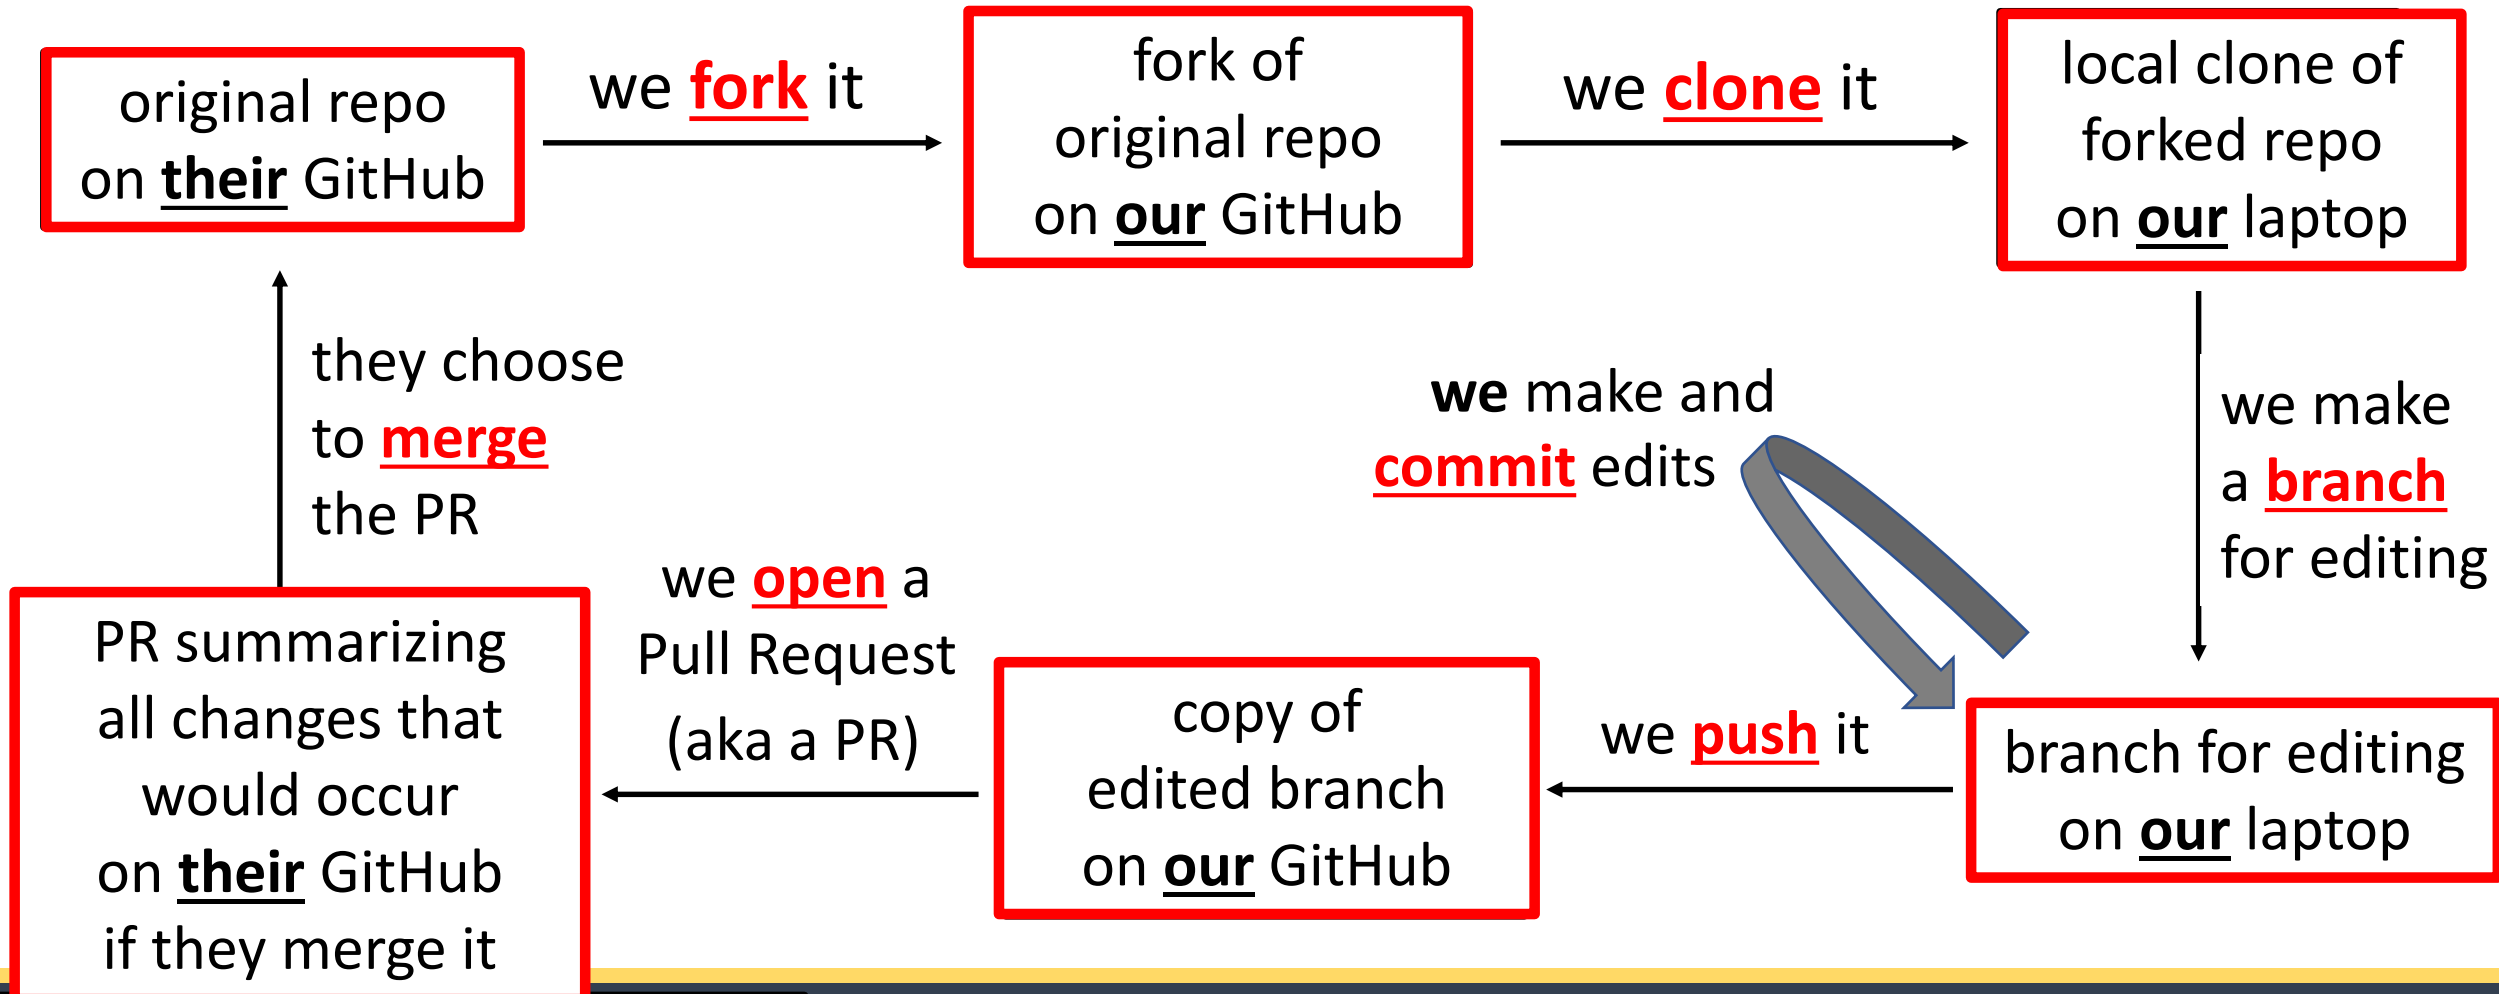 original repo
on their GitHub
we fork it
fork of
original repo
on our GitHub
we clone it
local clone of
forked repo
on our laptop
we make
a branch
for editing
branch for editing
on our laptop
we make and
commit edits
we push it
copy of
edited branch
on our GitHub
we open a
Pull Request
(aka a PR)
PR summarizing
all changes that
would occur
on their GitHub
if they merge it
they choose
to merge
the PR